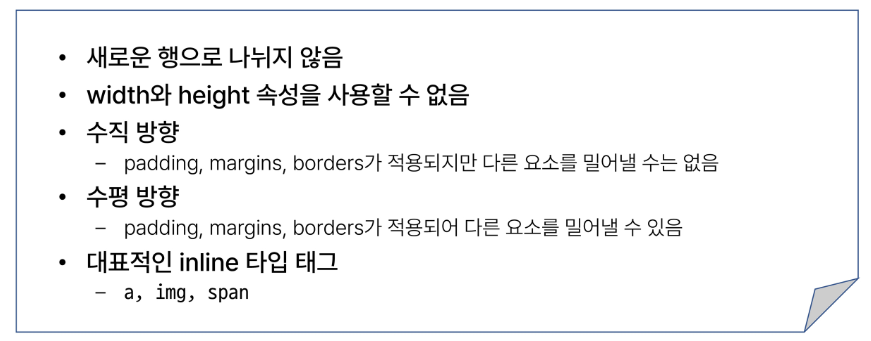 • 새로운 행으로 나뉘지 않음
• width와 height 속성을 사용할 수 없음
• 수직 방향
– padding, margins, borders가 적용되지만 다른 요소를 밀어낼 수는 없음
• 수평 방향
– padding, margins, borders가 적용되어 다른 요소를 밀어낼 수 있음
• 대표적인 inline 타입 태그
– a, img, span